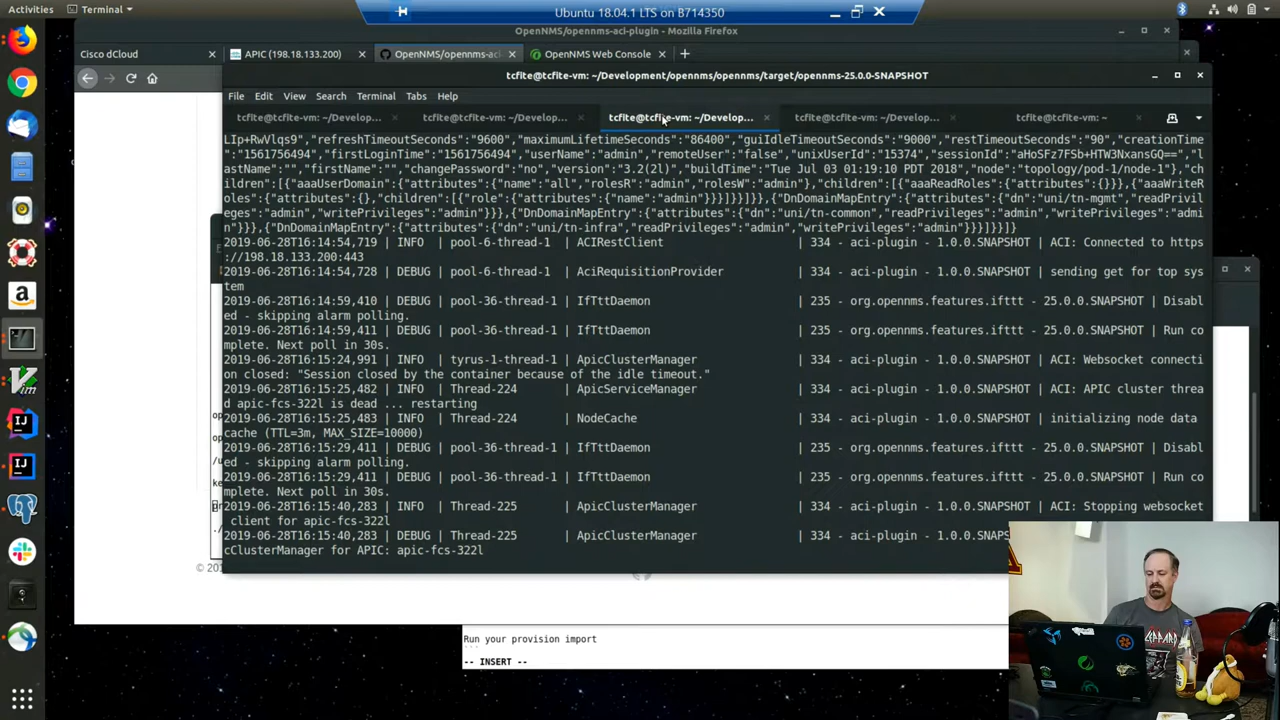 Activities
Terminal
Ubuntu 18.04.1 LTS on B714350
OpenNMS/opennms-aci-plugin - Mozilla Firefox
Cisco dCloud
APIC (198.18.133.200)
OpenNMS/opennms-aci
OpenNMS Web Console
tcfite@tcfite-vm: ~/Development/opennms/opennms/target/opennms-25.0.0-SNAPSHOT
File Edit View Search Terminal Tabs Help
tcfite@tcfite-vm: ~/Develop...
tcfite@tcfite-vm: ~/Develop...
tcfite@tcfite-vm: ~/Develop...
tcfite@tcfite-vm: ~/Develop...
tcfite@tcfite-vm: ~
LIp+RwVlqs9","refreshTimeoutSeconds":"9600","maximumLifetimeSeconds":"86400","guiIdleTimeoutSeconds":"9000","restTimeoutSeconds":"90","creationTime
":"1561756494","firstLoginTime":"1561756494","userName":"admin","remoteUser":"false","unixUserId":"15374","sessionId":"aHoSFz7FSb+HTW3NxansGQ==","l
astName":"","firstName":"","changePassword":"no","version":"3.2(2l)","buildTime":"Tue Jul 03 01:19:10 PDT 2018","node":"topology/pod-1/node-1"},"ch
ildren":[{"aaaUserDomain":{"attributes":{"name":"all","rolesR":"admin","rolesW":"admin"},"children":[{"aaaReadRoles":{"attributes":{}}},{"aaaWriteR
oles":{"attributes":{},"children":[{"role":{"attributes":{"name":"admin"}}}]}}]}},{"DnDomainMapEntry":{"attributes":{"dn":"uni/tn-mgmt","readPrivil
eges":"admin","writePrivileges":"admin"}}},{"DnDomainMapEntry":{"attributes":{"dn":"uni/tn-common","readPrivileges":"admin","writePrivileges":"admi
n"}}},{"DnDomainMapEntry":{"attributes":{"dn":"uni/tn-infra","readPrivileges":"admin","writePrivileges":"admin"}}}]}}]}
2019-06-28T16:14:54,719 | INFO | pool-6-thread-1 | ACIRestClient | 334 - aci-plugin - 1.0.0.SNAPSHOT | ACI: Connected to https
://198.18.133.200:443
2019-06-28T16:14:54,728 | DEBUG | pool-6-thread-1 | AciRequisitionProvider | 334 - aci-plugin - 1.0.0.SNAPSHOT | sending get for top sys
tem
2019-06-28T16:14:59,410 | DEBUG | pool-36-thread-1 | IfTttDaemon | 235 - org.opennms.features.ifttt - 25.0.0.SNAPSHOT | Disabl
ed - skipping alarm polling.
2019-06-28T16:14:59,411 | DEBUG | pool-36-thread-1 | IfTttDaemon | 235 - org.opennms.features.ifttt - 25.0.0.SNAPSHOT | Run co
mplete. Next poll in 30s.
2019-06-28T16:15:24,991 | INFO | tyrus-1-thread-1 | ApicClusterManager | 334 - aci-plugin - 1.0.0.SNAPSHOT | ACI: Websocket connecti
on closed: "Session closed by the container because of the idle timeout."
2019-06-28T16:15:25,482 | INFO | Thread-224 | ApicServiceManager | 334 - aci-plugin - 1.0.0.SNAPSHOT | ACI: APIC cluster threa
d apic-fcs-322l is dead ... restarting
2019-06-28T16:15:25,483 | INFO | Thread-224 | NodeCache | 334 - aci-plugin - 1.0.0.SNAPSHOT | initializing node data
cache (TTL=3m, MAX_SIZE=10000)
2019-06-28T16:15:29,411 | DEBUG | pool-36-thread-1 | IfTttDaemon | 235 - org.opennms.features.ifttt - 25.0.0.SNAPSHOT | Disabl
ed - skipping alarm polling.
2019-06-28T16:15:29,411 | DEBUG | pool-36-thread-1 | IfTttDaemon | 235 - org.opennms.features.ifttt - 25.0.0.SNAPSHOT | Run co
mplete. Next poll in 30s.
2019-06-28T16:15:40,283 | INFO | Thread-225 | ApicClusterManager | 334 - aci-plugin - 1.0.0.SNAPSHOT | ACI: Stopping websocket
client for apic-fcs-322l
2019-06-28T16:15:40,283 | DEBUG | Thread-225 | ApicClusterManager | 334 - aci-plugin - 1.0.0.SNAPS
cClusterManager for APIC: apic-fcs-322l
© 201
Run your provision import
```
-- INSERT --